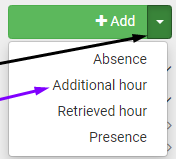 Add
Absence
Additional hour
Retrieved hour
Presence